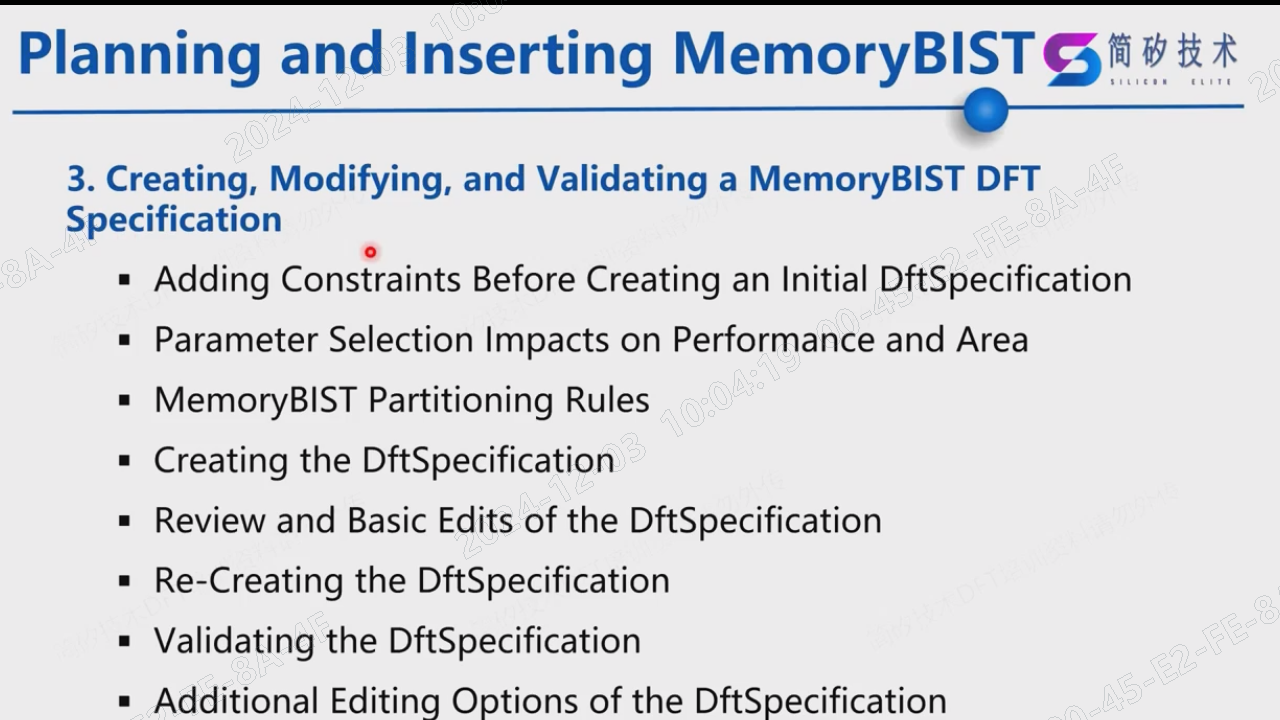 Planning and Inserting MemoryBIST
简矽技术
SILICON ELITE
3. Creating, Modifying, and Validating a MemoryBIST DFT
Specification
▪ Adding Constraints Before Creating an Initial DftSpecification
▪ Parameter Selection Impacts on Performance and Area
▪ MemoryBIST Partitioning Rules
▪ Creating the DftSpecification
▪ Review and Basic Edits of the DftSpecification
▪ Re-Creating the DftSpecification
▪ Validating the DftSpecification
▪ Additional Editing Options of the DftSpecification
2024-12-03 10:04:19 00-45-E2-FE-8A-4F